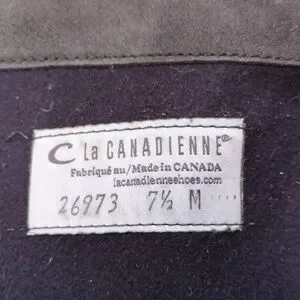 C La CANADIENNE®
Fabriqué au/Made in CANADA
lacanadienneshoes.com
26973 7½ M